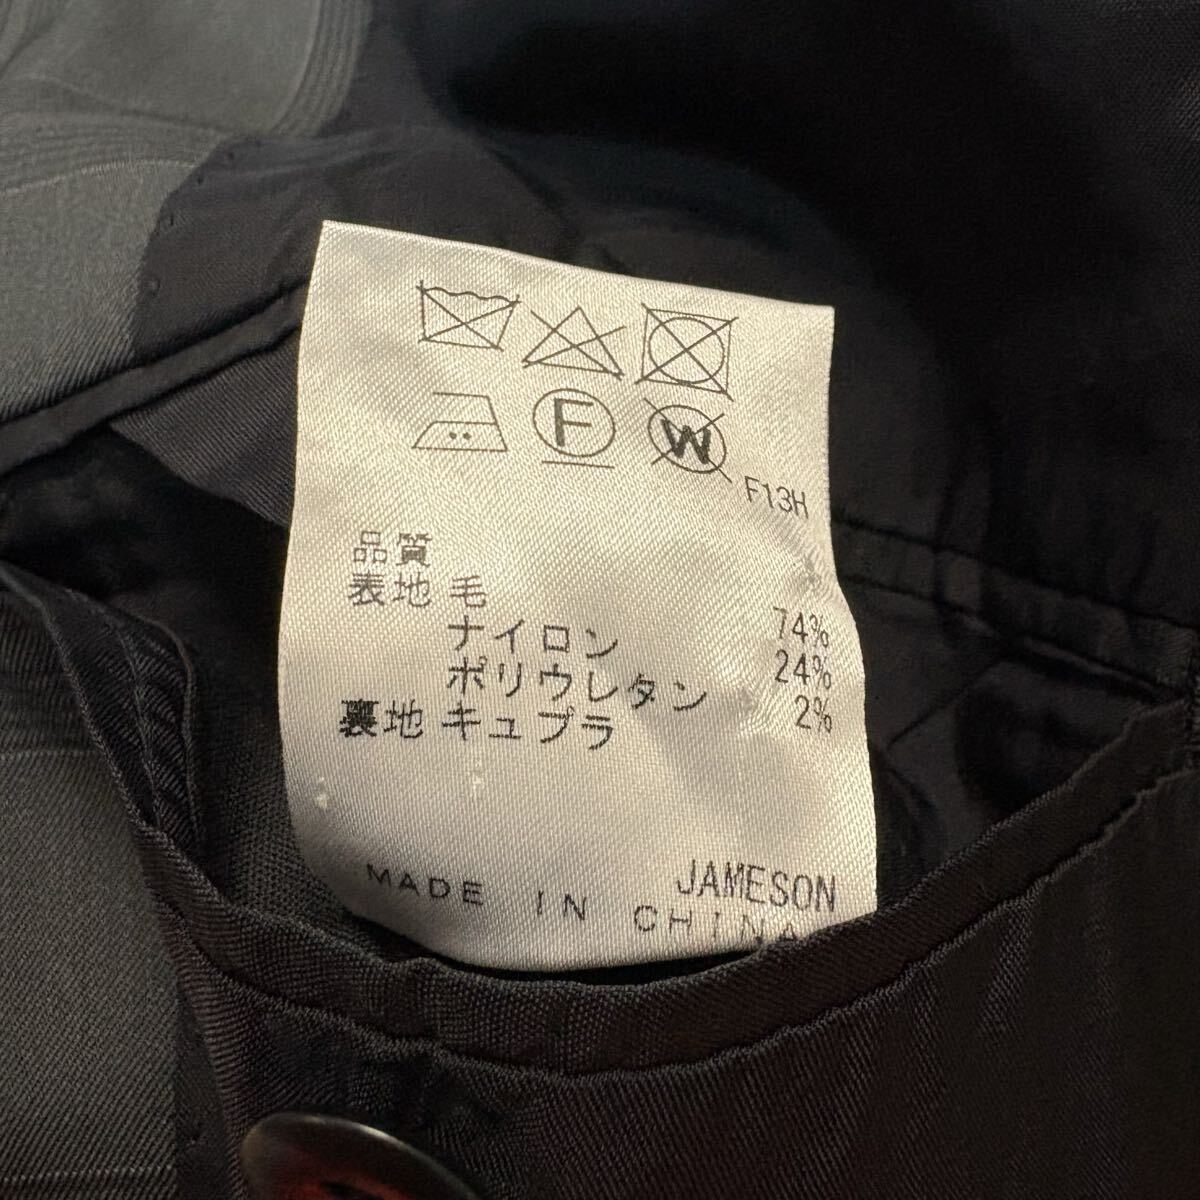 F
W
F13H
品質
表地 毛 74%
ナイロン 24%
ポリウレタン 2%
裏地 キュプラ
JAMESON
MADE IN CHINA